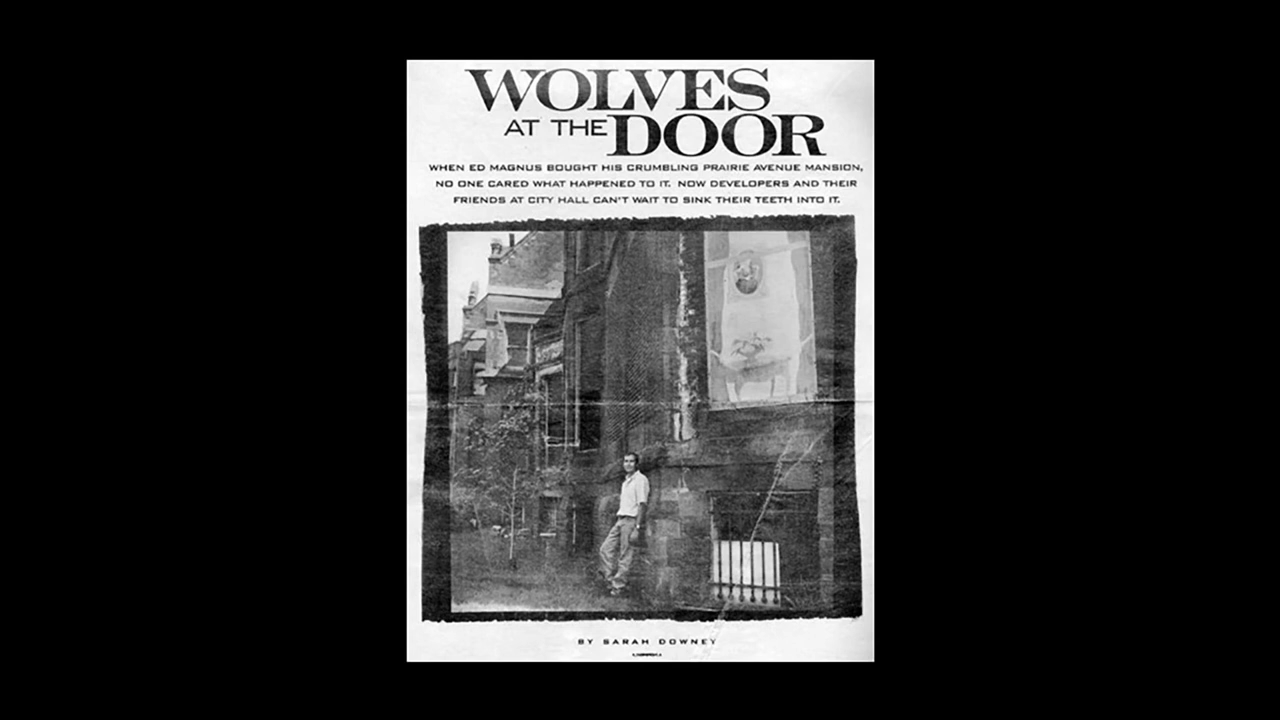 WOLVES
AT THE DOOR
WHEN ED MAGNUS BOUGHT HIS CRUMBLING PRAIRIE AVENUE MANSION,
NO ONE CARED WHAT HAPPENED TO IT. NOW DEVELOPERS AND THEIR
FRIENDS AT CITY HALL CAN'T WAIT TO SINK THEIR TEETH INTO IT.
BY SARAH DOWNEY